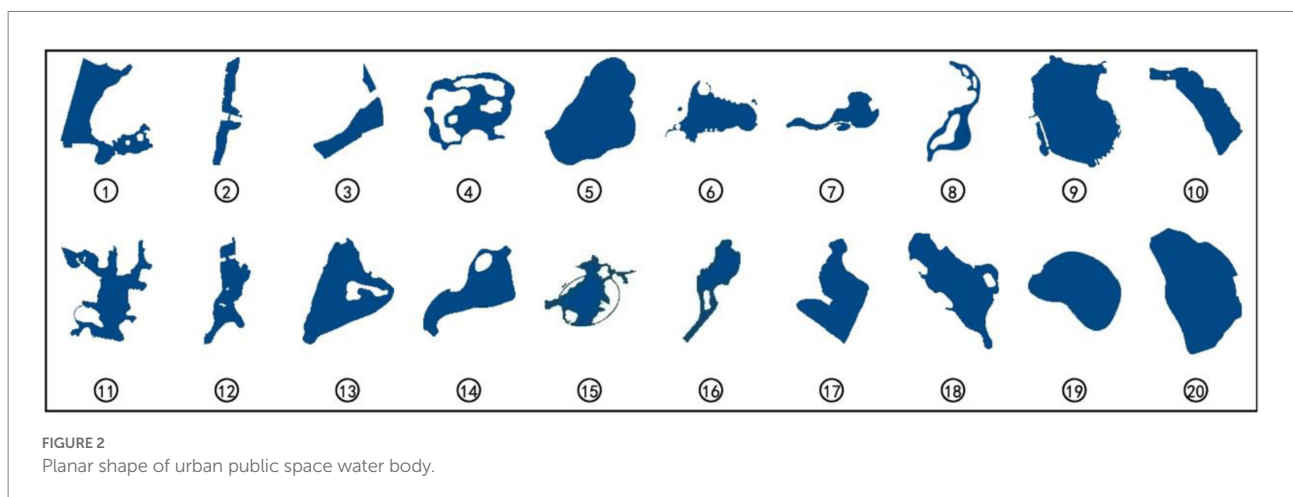 ① ② ③ ④ ⑤ ⑥ ⑦ ⑧ ⑨ ⑩
⑪ ⑫ ⑬ ⑭ ⑮ ⑯ ⑰ ⑱ ⑲ ⑳
FIGURE 2
Planar shape of urban public space water body.